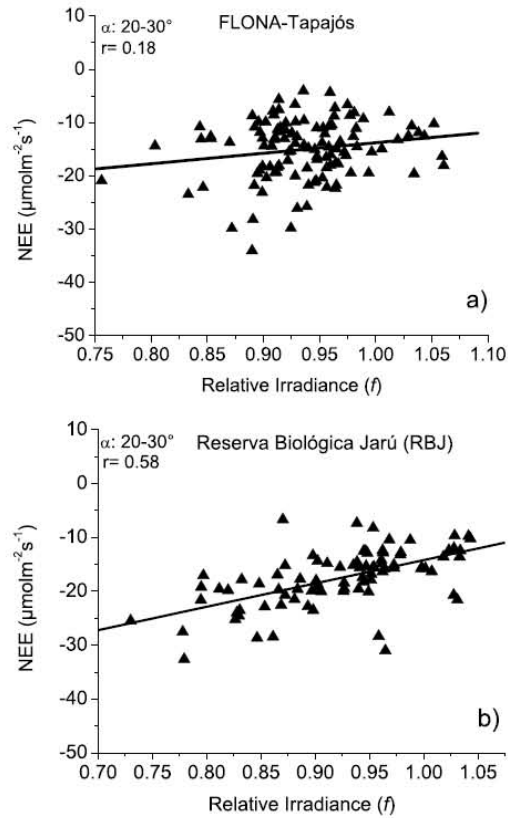 α: 20-30°
FLONA-Tapajós
r= 0.18
10
0
-10
-20
-30
-40
-50
NEE (μmolm-2s-1)
0.75 0.80 0.85 0.90 0.95 1.00 1.05 1.10
Relative Irradiance (f)
a)
α: 20-30°
Reserva Biológica Jarú (RBJ)
r= 0.58
10
0
-10
-20
-30
-40
-50
NEE (μmolm-2s-1)
0.70 0.75 0.80 0.85 0.90 0.95 1.00 1.05
Relative Irradiance (f)
b)